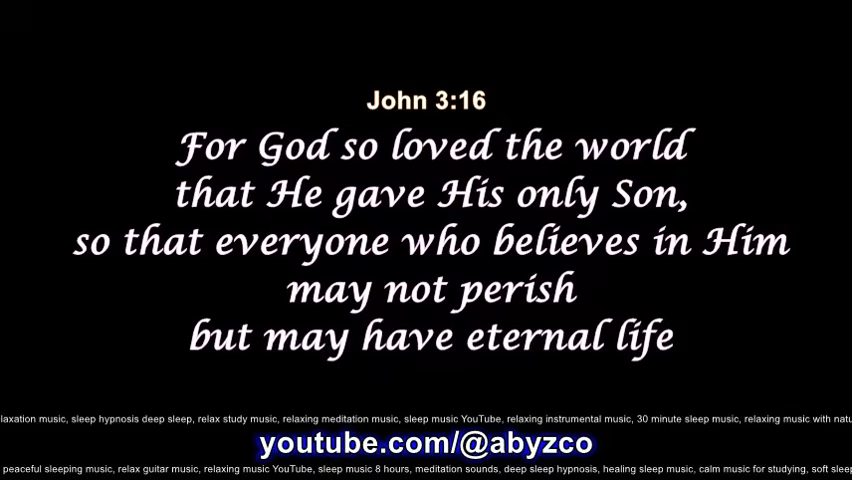 John 3:16
For God so loved the world
that He gave His only Son,
so that everyone who believes in Him
may not perish
but may have eternal life
laxation music, sleep hypnosis deep sleep, relax study music, relaxing meditation music, sleep music YouTube, relaxing instrumental music, 30 minute sleep music, relaxing music with natu
youtube.com/@abyzco
peaceful sleeping music, relax guitar music, relaxing music YouTube, sleep music 8 hours, meditation sounds, deep sleep hypnosis, healing sleep music, calm music for studying, soft sleep